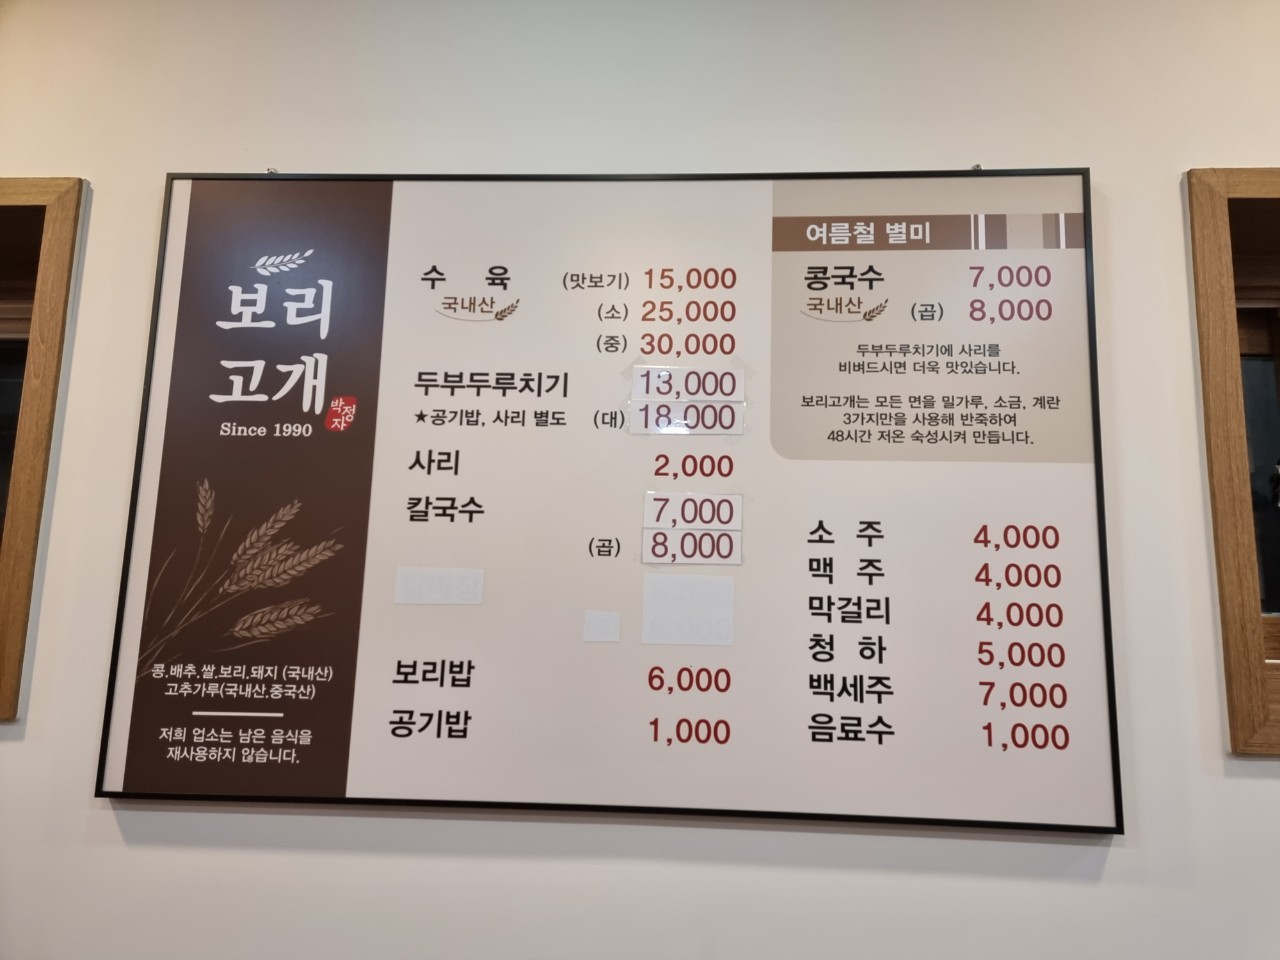 보리
고개
박정자
Since 1990
콩,배추,쌀,보리,돼지 (국내산)
고추가루(국내산,중국산)
저희 업소는 남은 음식을
재사용하지 않습니다.
수 육 (맛보기) 15,000
국내산 (소) 25,000
(중) 30,000
두부두루치기 13,000
★공기밥, 사리 별도 (대) 18,000
사리 2,000
칼국수 7,000
(곱) 8,000
보리밥 6,000
공기밥 1,000
여름철 별미
콩국수 7,000
국내산 (곱) 8,000
두부두루치기에 사리를
비벼드시면 더욱 맛있습니다.
보리고개는 모든 면을 밀가루, 소금, 계란
3가지만을 사용해 반죽하여
48시간 저온 숙성시켜 만듭니다.
소 주 4,000
맥 주 4,000
막걸리 4,000
청 하 5,000
백세주 7,000
음료수 1,000